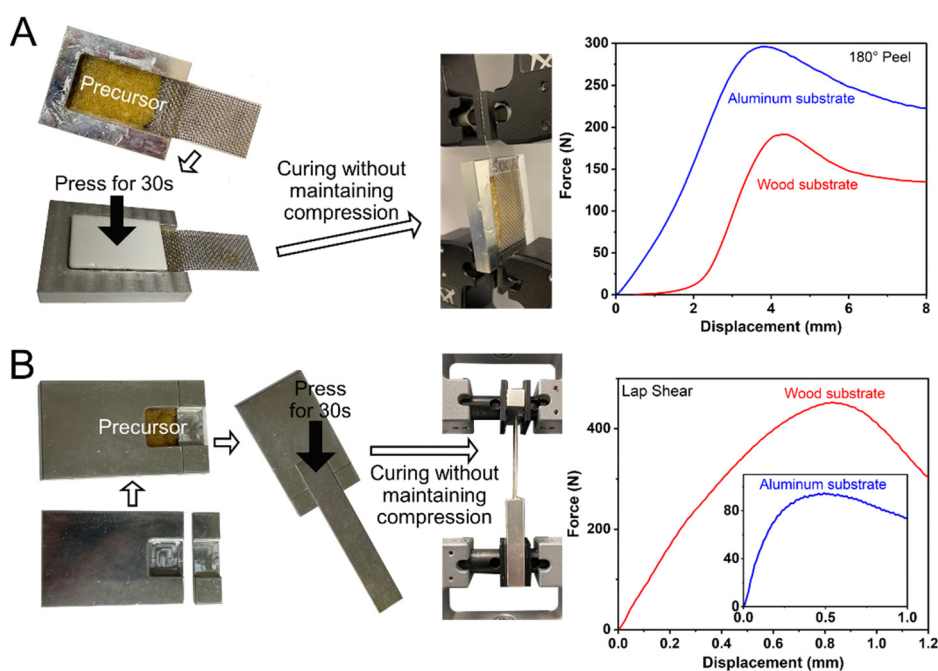 A
Precursor
Press for 30s
Curing without
maintaining
compression
180° Peel
Aluminum substrate
Wood substrate
Force (N)
300
250
200
150
100
50
0
0
2
4
6
8
Displacement (mm)
B
Precursor
Press
for 30s
Curing without
maintaining
compression
Lap Shear
Wood substrate
Aluminum substrate
Force (N)
400
200
0
80
40
0
0.0
0.5
1.0
0.0
0.2
0.4
0.6
0.8
1.0
1.2
Displacement (mm)